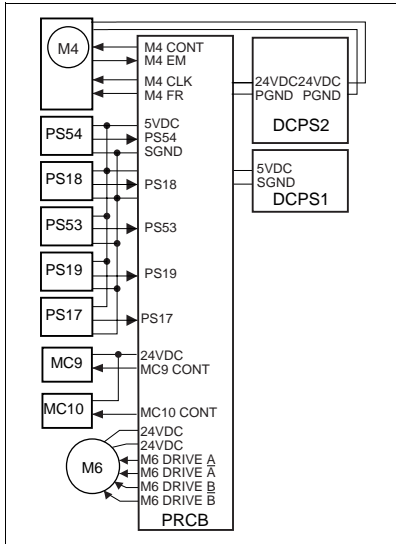 M4
M4 CONT
M4 EM
M4 CLK
M4 FR
24VDC 24VDC
PGND PGND
DCPS2
PS54
5VDC
PS54
SGND
PS18
PS18
5VDC
SGND
DCPS1
PS53
PS53
PS19
PS19
PS17
PS17
MC9
24VDC
MC9 CONT
MC10
MC10 CONT
M6
24VDC
24VDC
M6 DRIVE A
M6 DRIVE A̅
M6 DRIVE B
M6 DRIVE B̅
PRCB